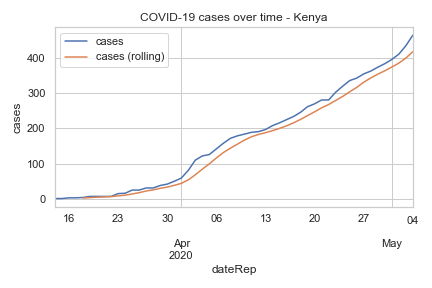 COVID-19 cases over time - Kenya
cases
cases (rolling)
400
300
200
100
0
cases
16 23 30 06 13 20 27 04
Apr May
2020
dateRep